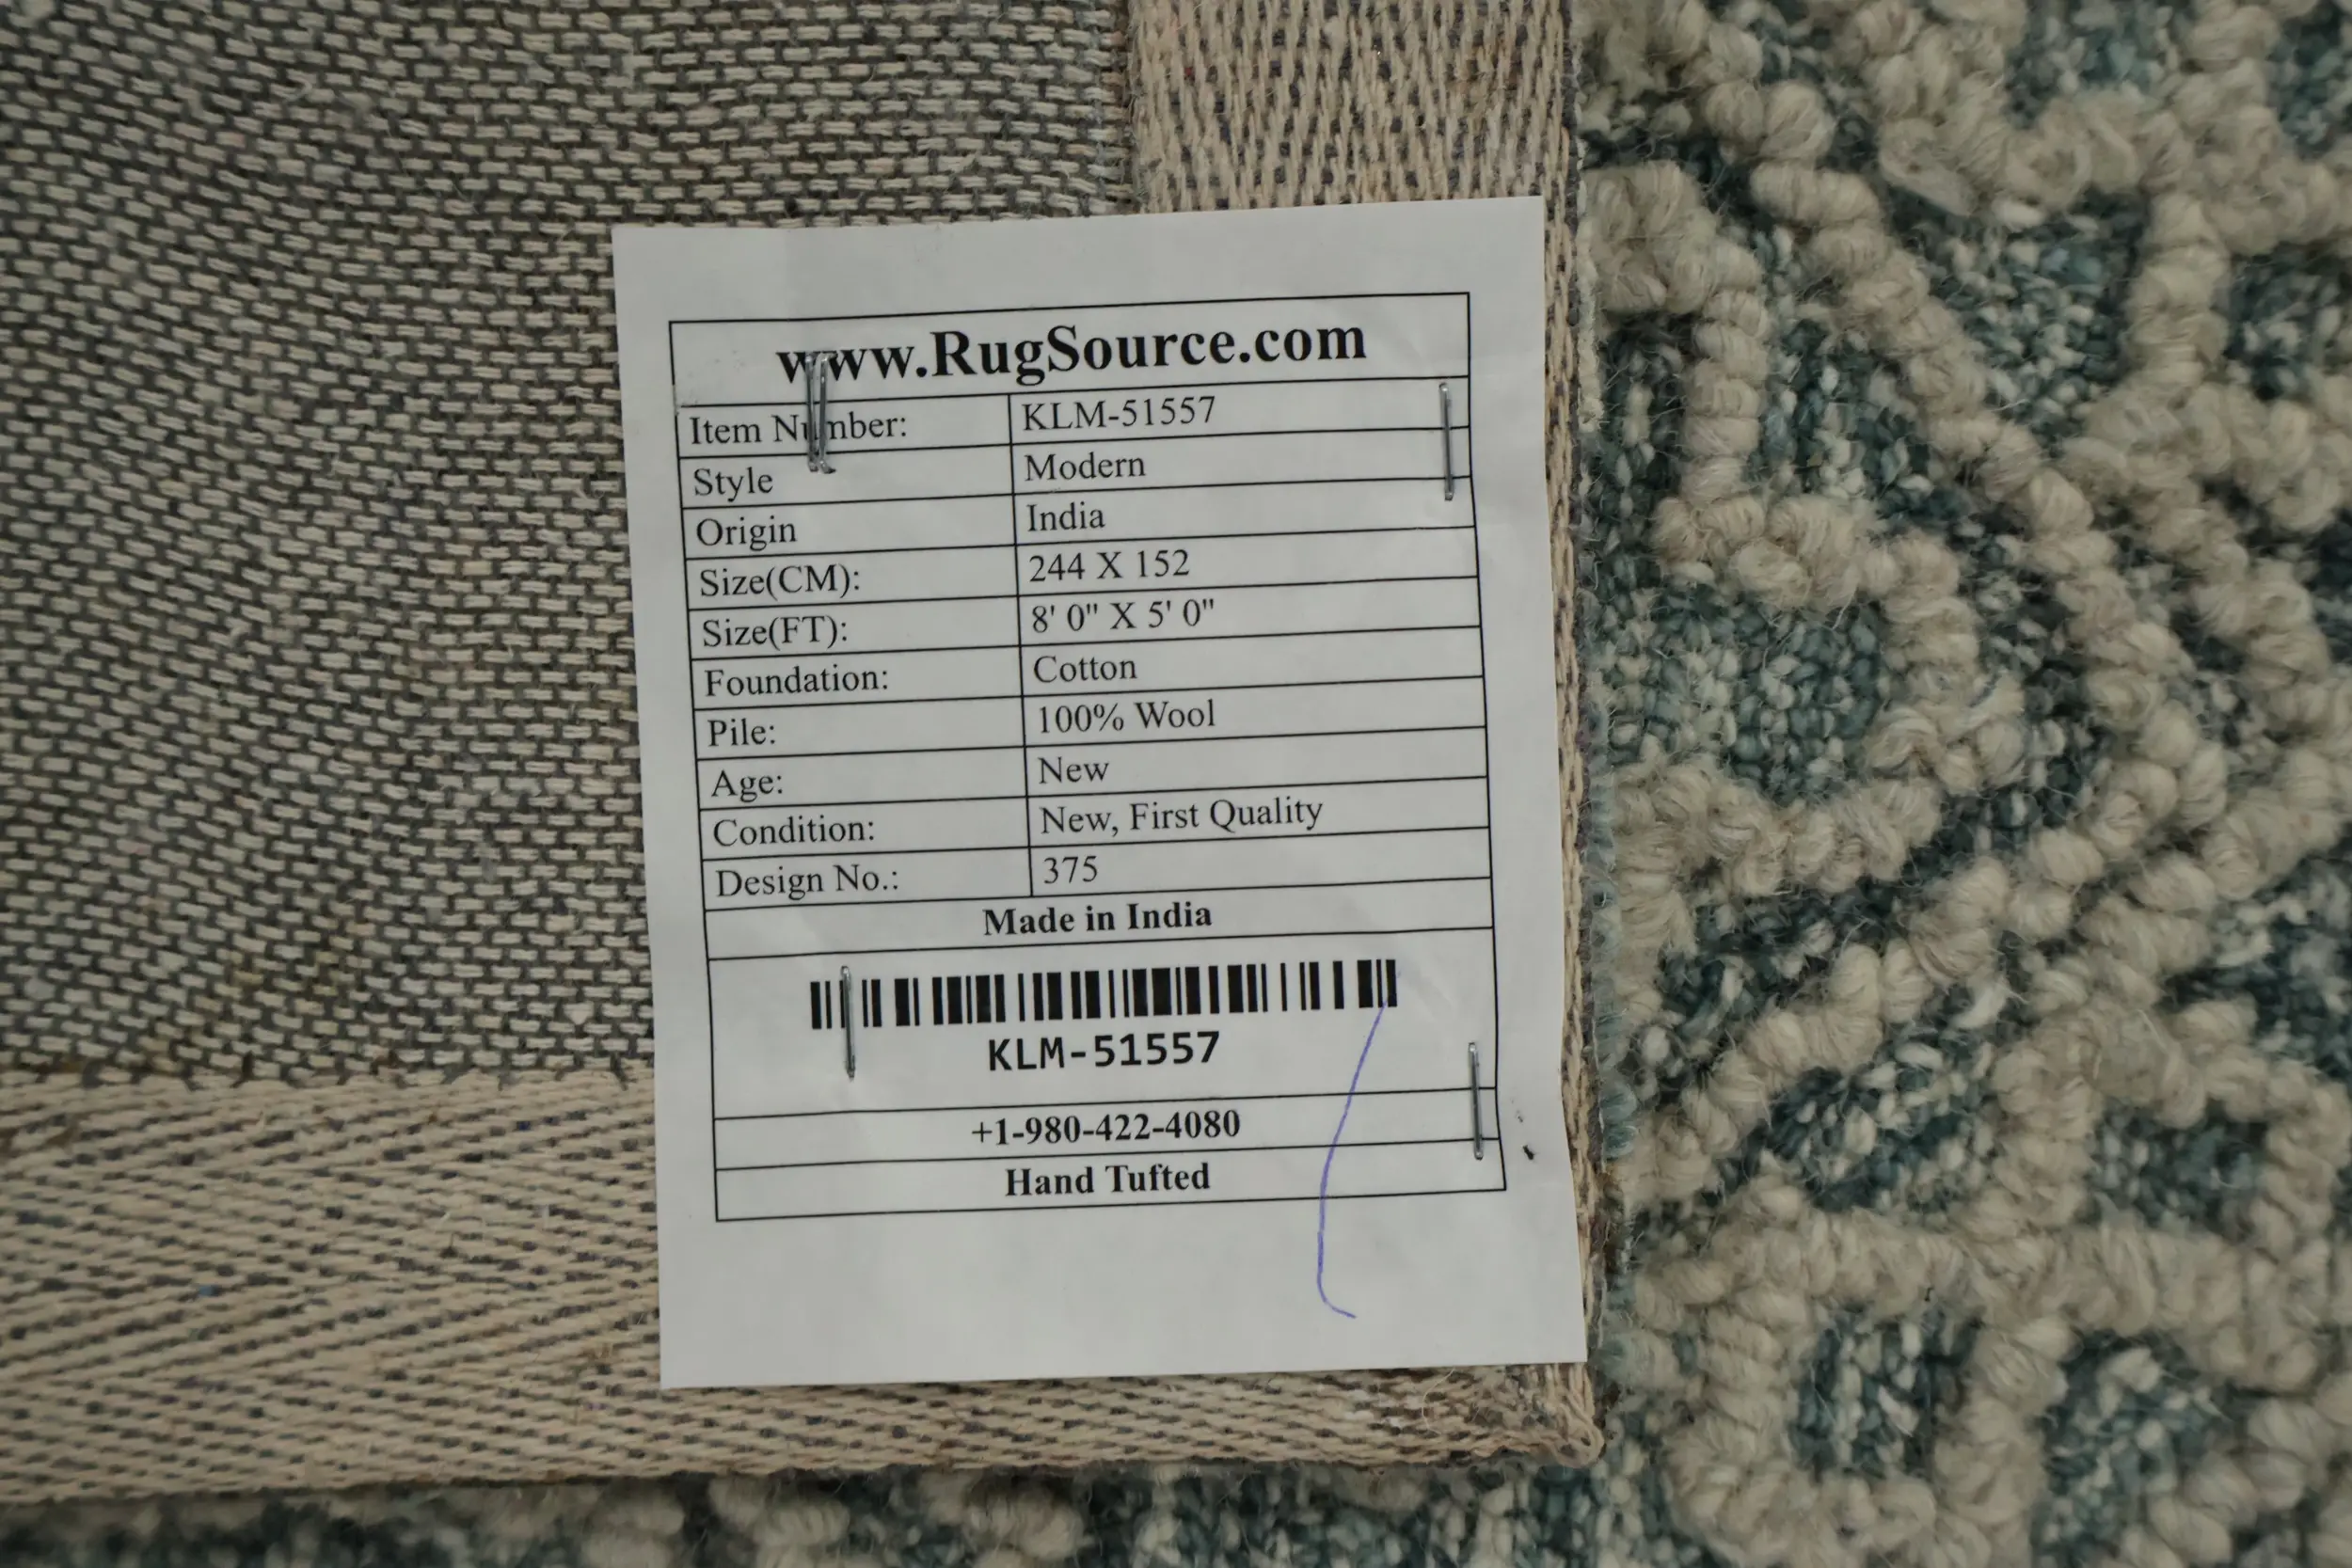 www.RugSource.com
Item Number: KLM-51557
Style Modern
Origin India
Size(CM): 244 X 152
Size(FT): 8' 0" X 5' 0"
Foundation: Cotton
Pile: 100% Wool
Age: New
Condition: New, First Quality
Design No.: 375
Made in India
KLM-51557
+1-980-422-4080
Hand Tufted